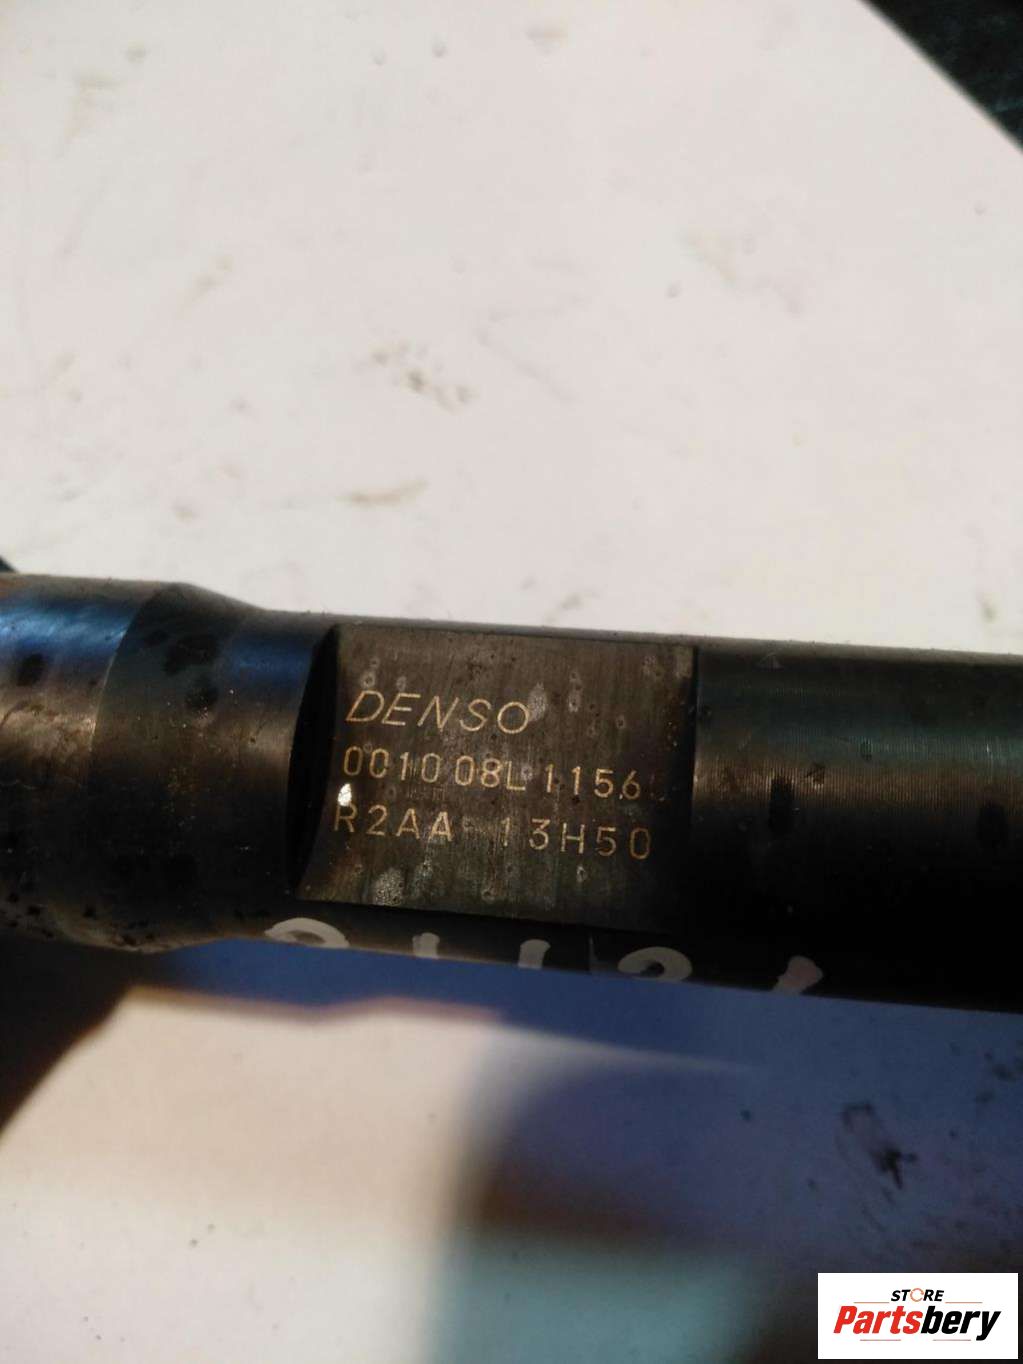 DENSO
0010 08L 1156
R2AA 13H50
STORE
Partsbery